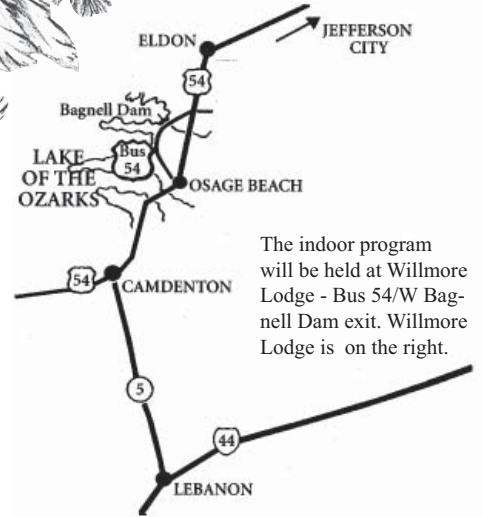 ELDON
JEFFERSON
CITY
54
Bagnell Dam
Bus
54
LAKE
OF THE
OZARKS
OSAGE BEACH
The indoor program
will be held at Willmore
Lodge - Bus 54/W Bag-
nell Dam exit. Willmore
Lodge is on the right.
54
CAMDENTON
5
44
LEBANON